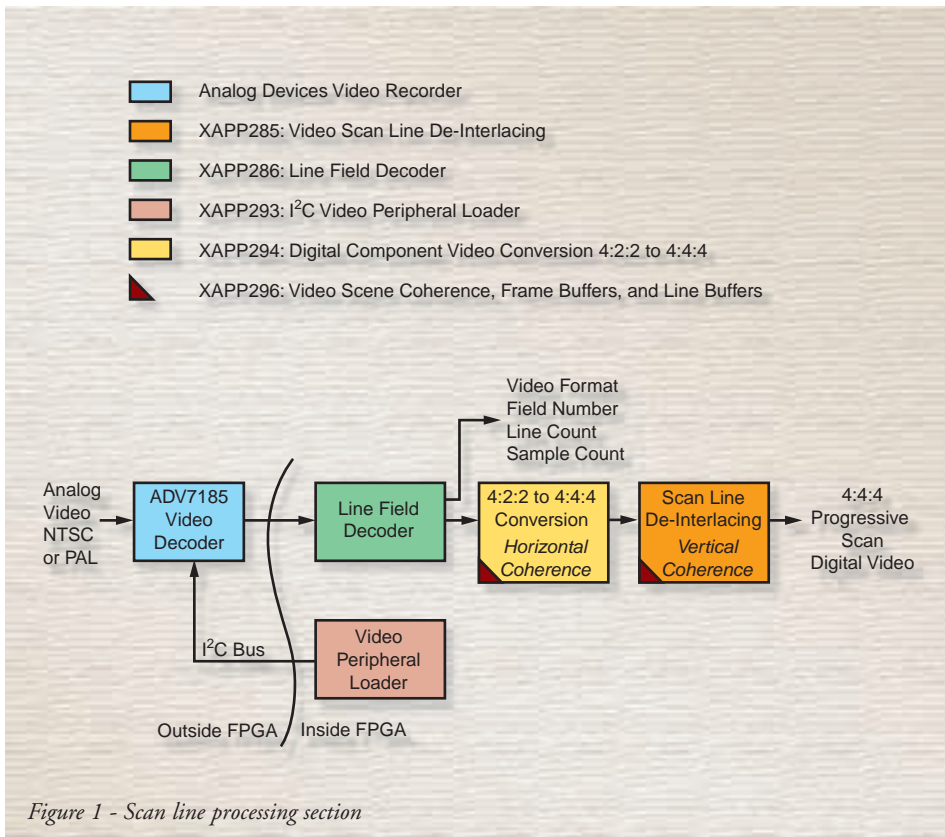 Analog Devices Video Recorder
XAPP285: Video Scan Line De-Interlacing
XAPP286: Line Field Decoder
XAPP293: I²C Video Peripheral Loader
XAPP294: Digital Component Video Conversion 4:2:2 to 4:4:4
XAPP296: Video Scene Coherence, Frame Buffers, and Line Buffers
Video Format
Field Number
Line Count
Sample Count
Analog
Video
NTSC
or PAL
ADV7185
Video
Decoder
Line Field
Decoder
4:2:2 to 4:4:4
Conversion
Horizontal
Coherence
Scan Line
De-Interlacing
Vertical
Coherence
4:4:4
Progressive
Scan
Digital Video
I²C Bus
Video
Peripheral
Loader
Outside FPGA
Inside FPGA
Figure 1 - Scan line processing section